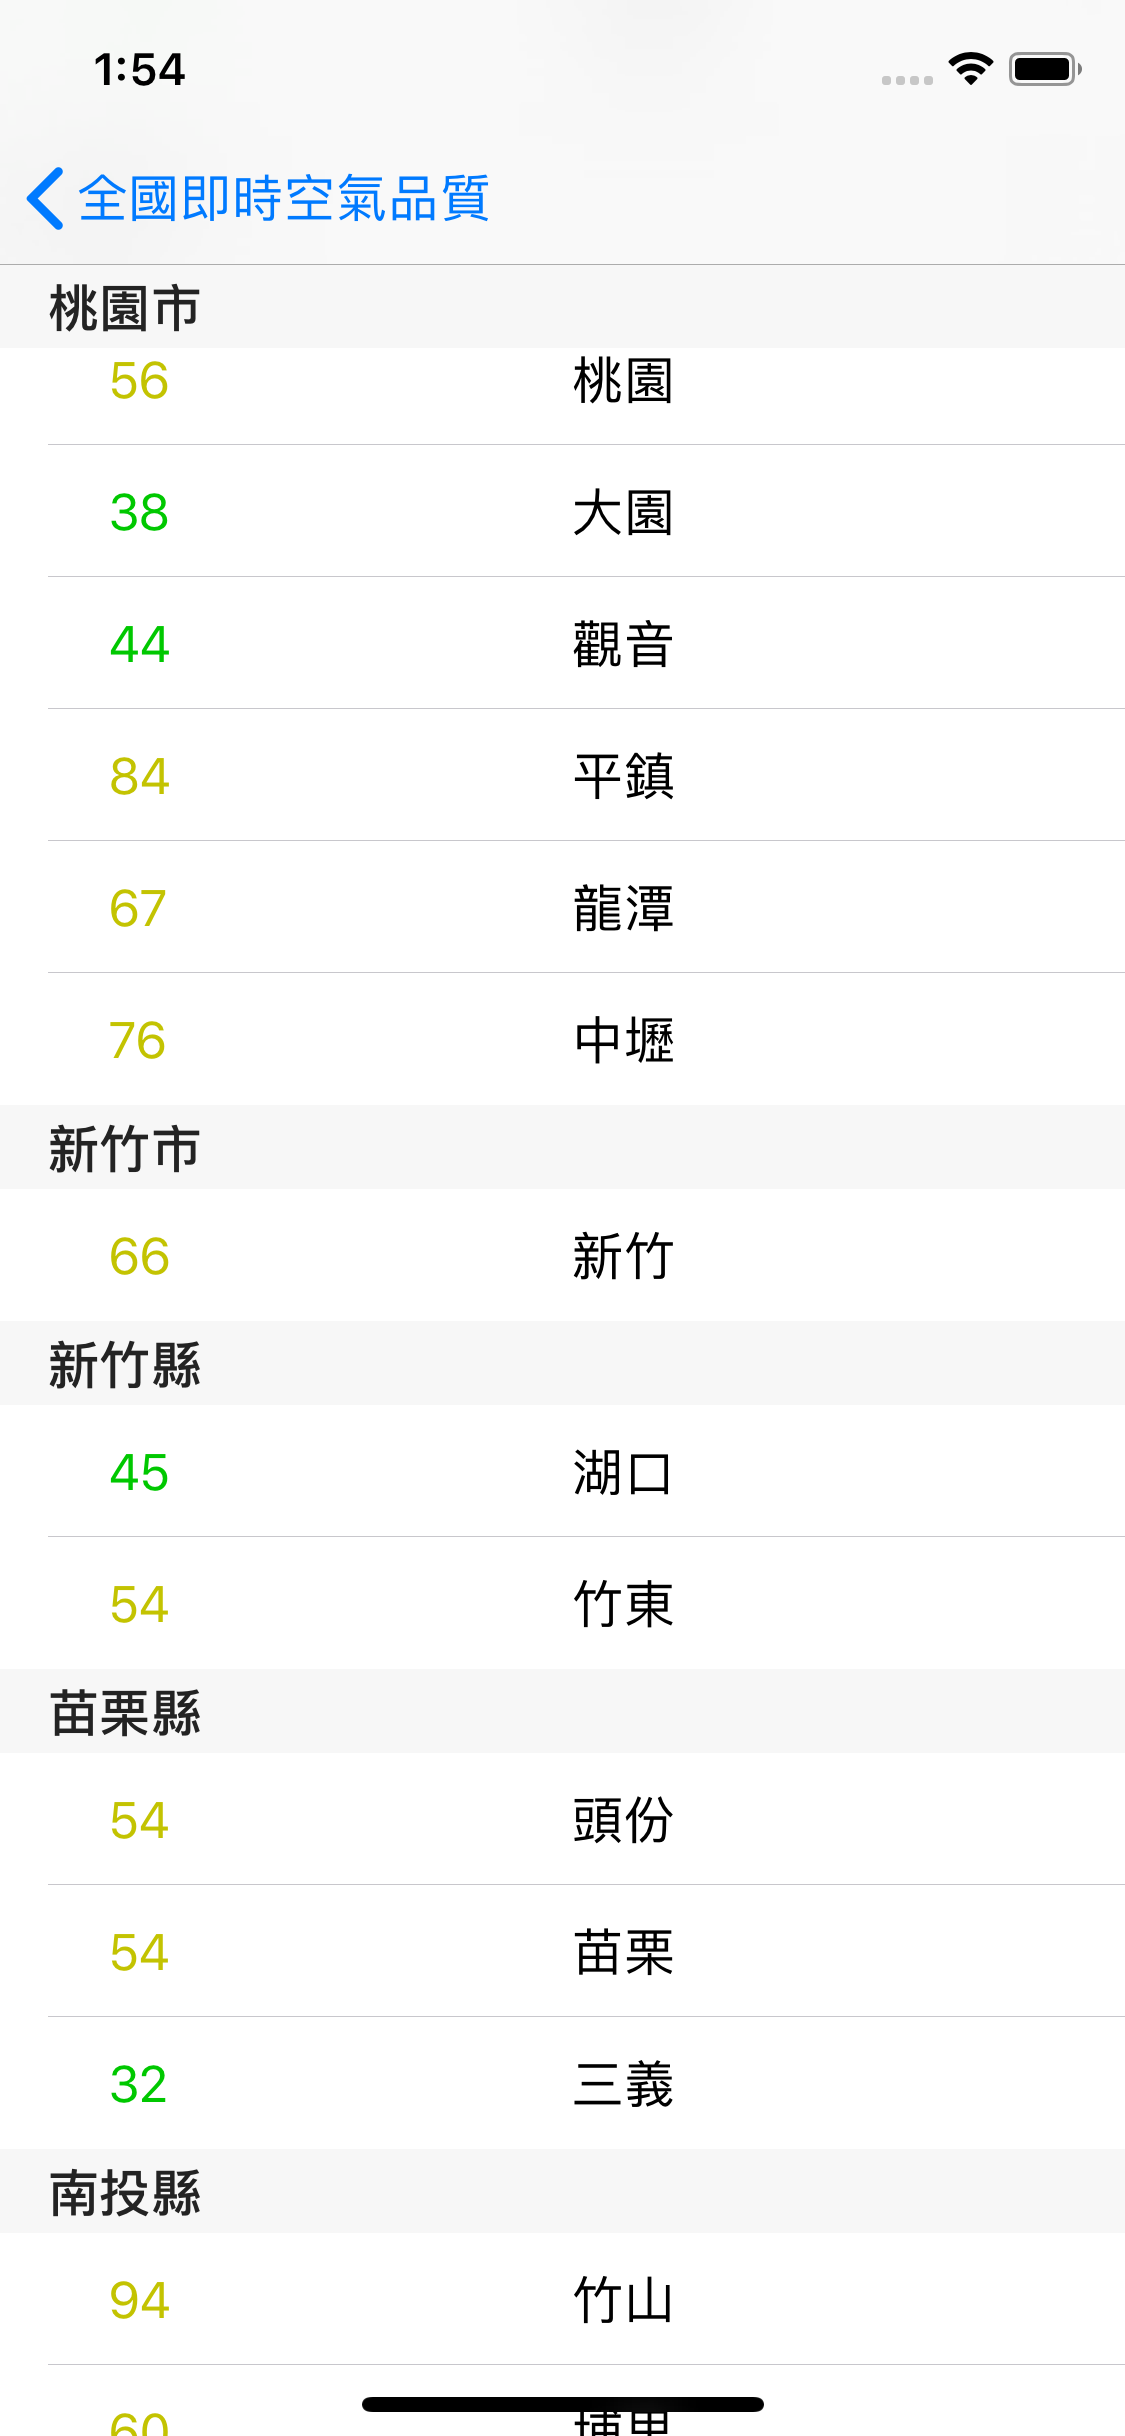 1:54
全國即時空氣品質
桃園市
56 桃園
38 大園
44 觀音
84 平鎮
67 龍潭
76 中壢
新竹市
66 新竹
新竹縣
45 湖口
54 竹東
苗栗縣
54 頭份
54 苗栗
32 三義
南投縣
94 竹山
60 埔里